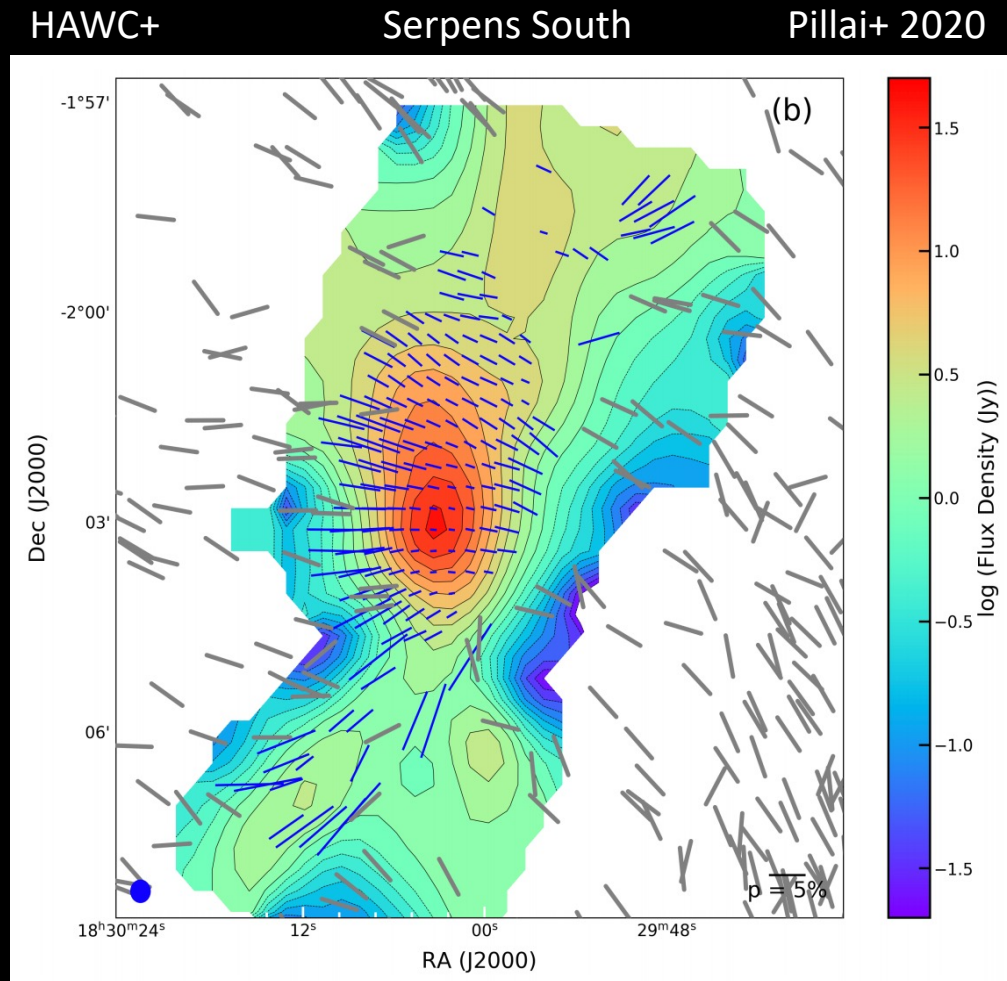 HAWC+ Serpens South Pillai+ 2020
(b)
-1°57'
-2°00'
03'
06'
Dec (J2000)
18ʰ30ᵐ24ˢ 12ˢ 00ˢ 29ᵐ48ˢ
RA (J2000)
p = 5%
1.5
1.0
0.5
0.0
−0.5
−1.0
−1.5
log (Flux Density (Jy))